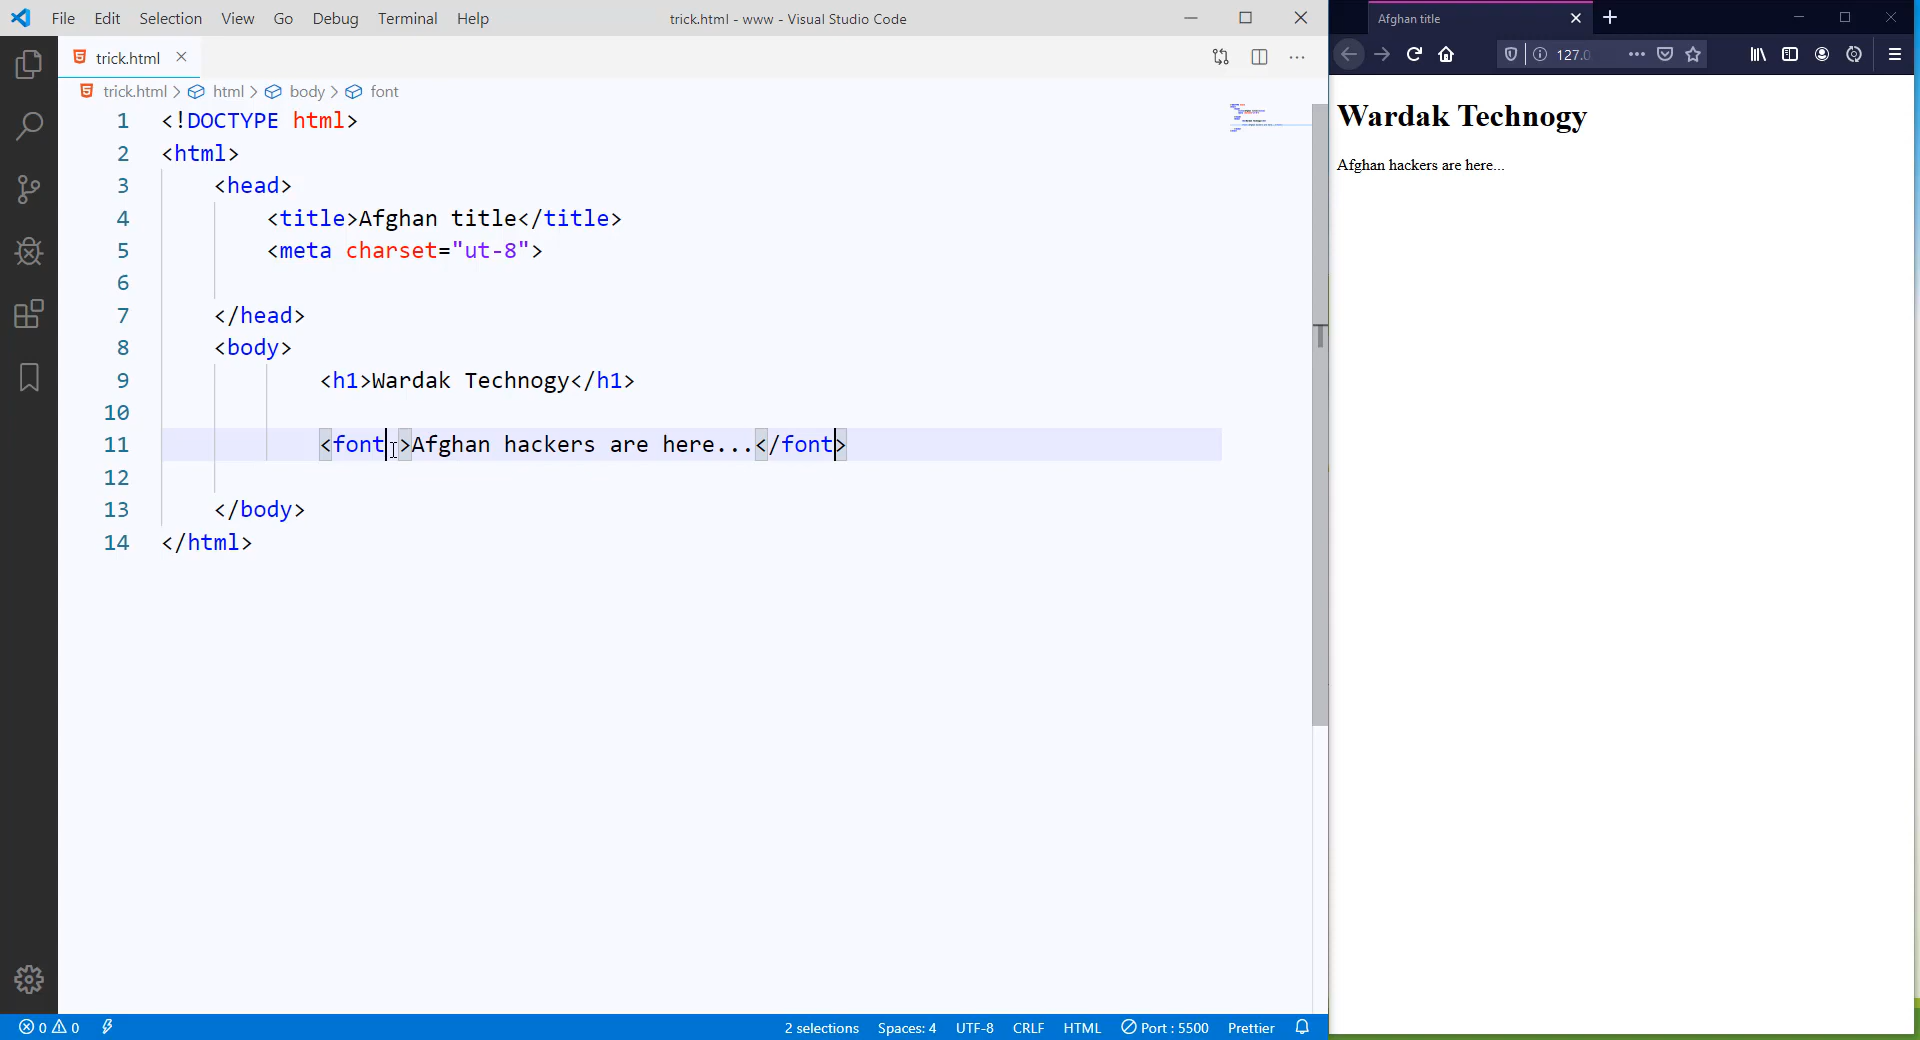 File Edit Selection View Go Debug Terminal Help trick.html - www - Visual Studio Code
trick.html
trick.html > html > body > font
1 <!DOCTYPE html>
2 <html>
3 <head>
4 <title>Afghan title</title>
5 <meta charset="ut-8">
6
7 </head>
8 <body>
9 <h1>Wardak Technogy</h1>
10
11 <font >Afghan hackers are here...</font>
12
13 </body>
14 </html>
0 0 2 selections Spaces: 4 UTF-8 CRLF HTML Port : 5500 Prettier
Afghan title
127.0
Wardak Technogy
Afghan hackers are here...